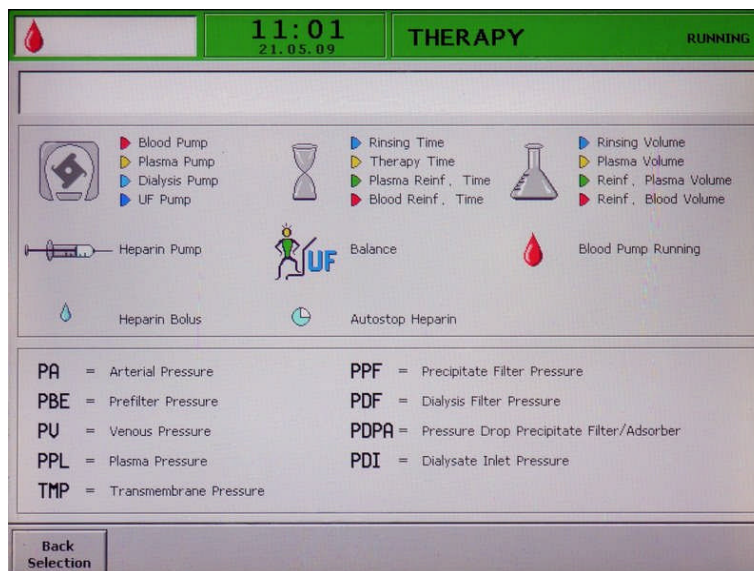 11:01
21.05.09
THERAPY
RUNNING
Blood Pump
Plasma Pump
Dialysis Pump
UF Pump
Rinsing Time
Therapy Time
Plasma Reinf. Time
Blood Reinf. Time
Rinsing Volume
Plasma Volume
Reinf. Plasma Volume
Reinf. Blood Volume
Heparin Pump
UF
Balance
Blood Pump Running
Heparin Bolus
Autostop Heparin
PA = Arterial Pressure
PBE = Prefilter Pressure
PV = Venous Pressure
PPL = Plasma Pressure
TMP = Transmembrane Pressure
PPF = Precipitate Filter Pressure
PDF = Dialysis Filter Pressure
PDPA = Pressure Drop Precipitate Filter/Adsorber
PDI = Dialysate Inlet Pressure
Back
Selection